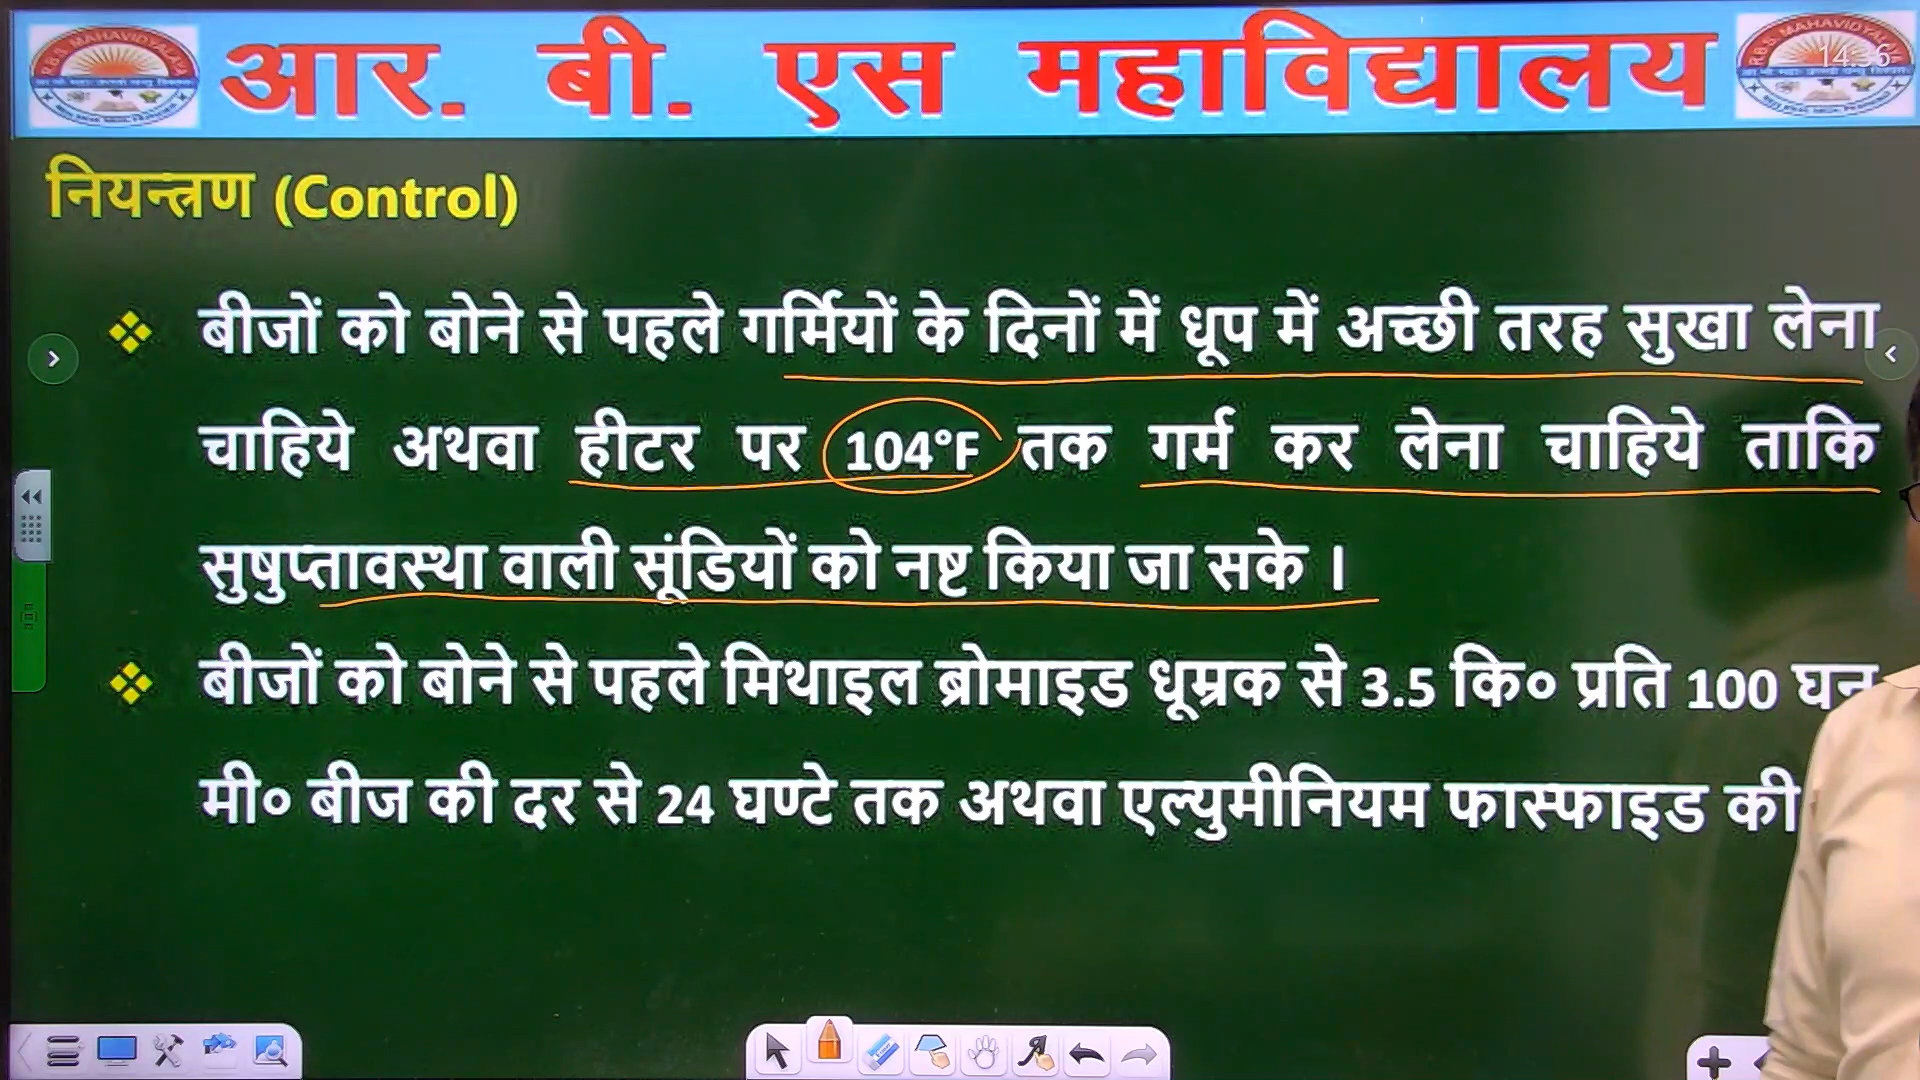 आर. बी. एस महाविद्यालय
14:36
नियन्त्रण (Control)
बीजों को बोने से पहले गर्मियों के दिनों में धूप में अच्छी तरह सुखा लेना
चाहिये अथवा हीटर पर 104°F तक गर्म कर लेना चाहिये ताकि
सुषुप्तावस्था वाली सूंडियों को नष्ट किया जा सके ।
बीजों को बोने से पहले मिथाइल ब्रोमाइड धूम्रक से 3.5 कि० प्रति 100 घन
मी० बीज की दर से 24 घण्टे तक अथवा एल्युमीनियम फास्फाइड की